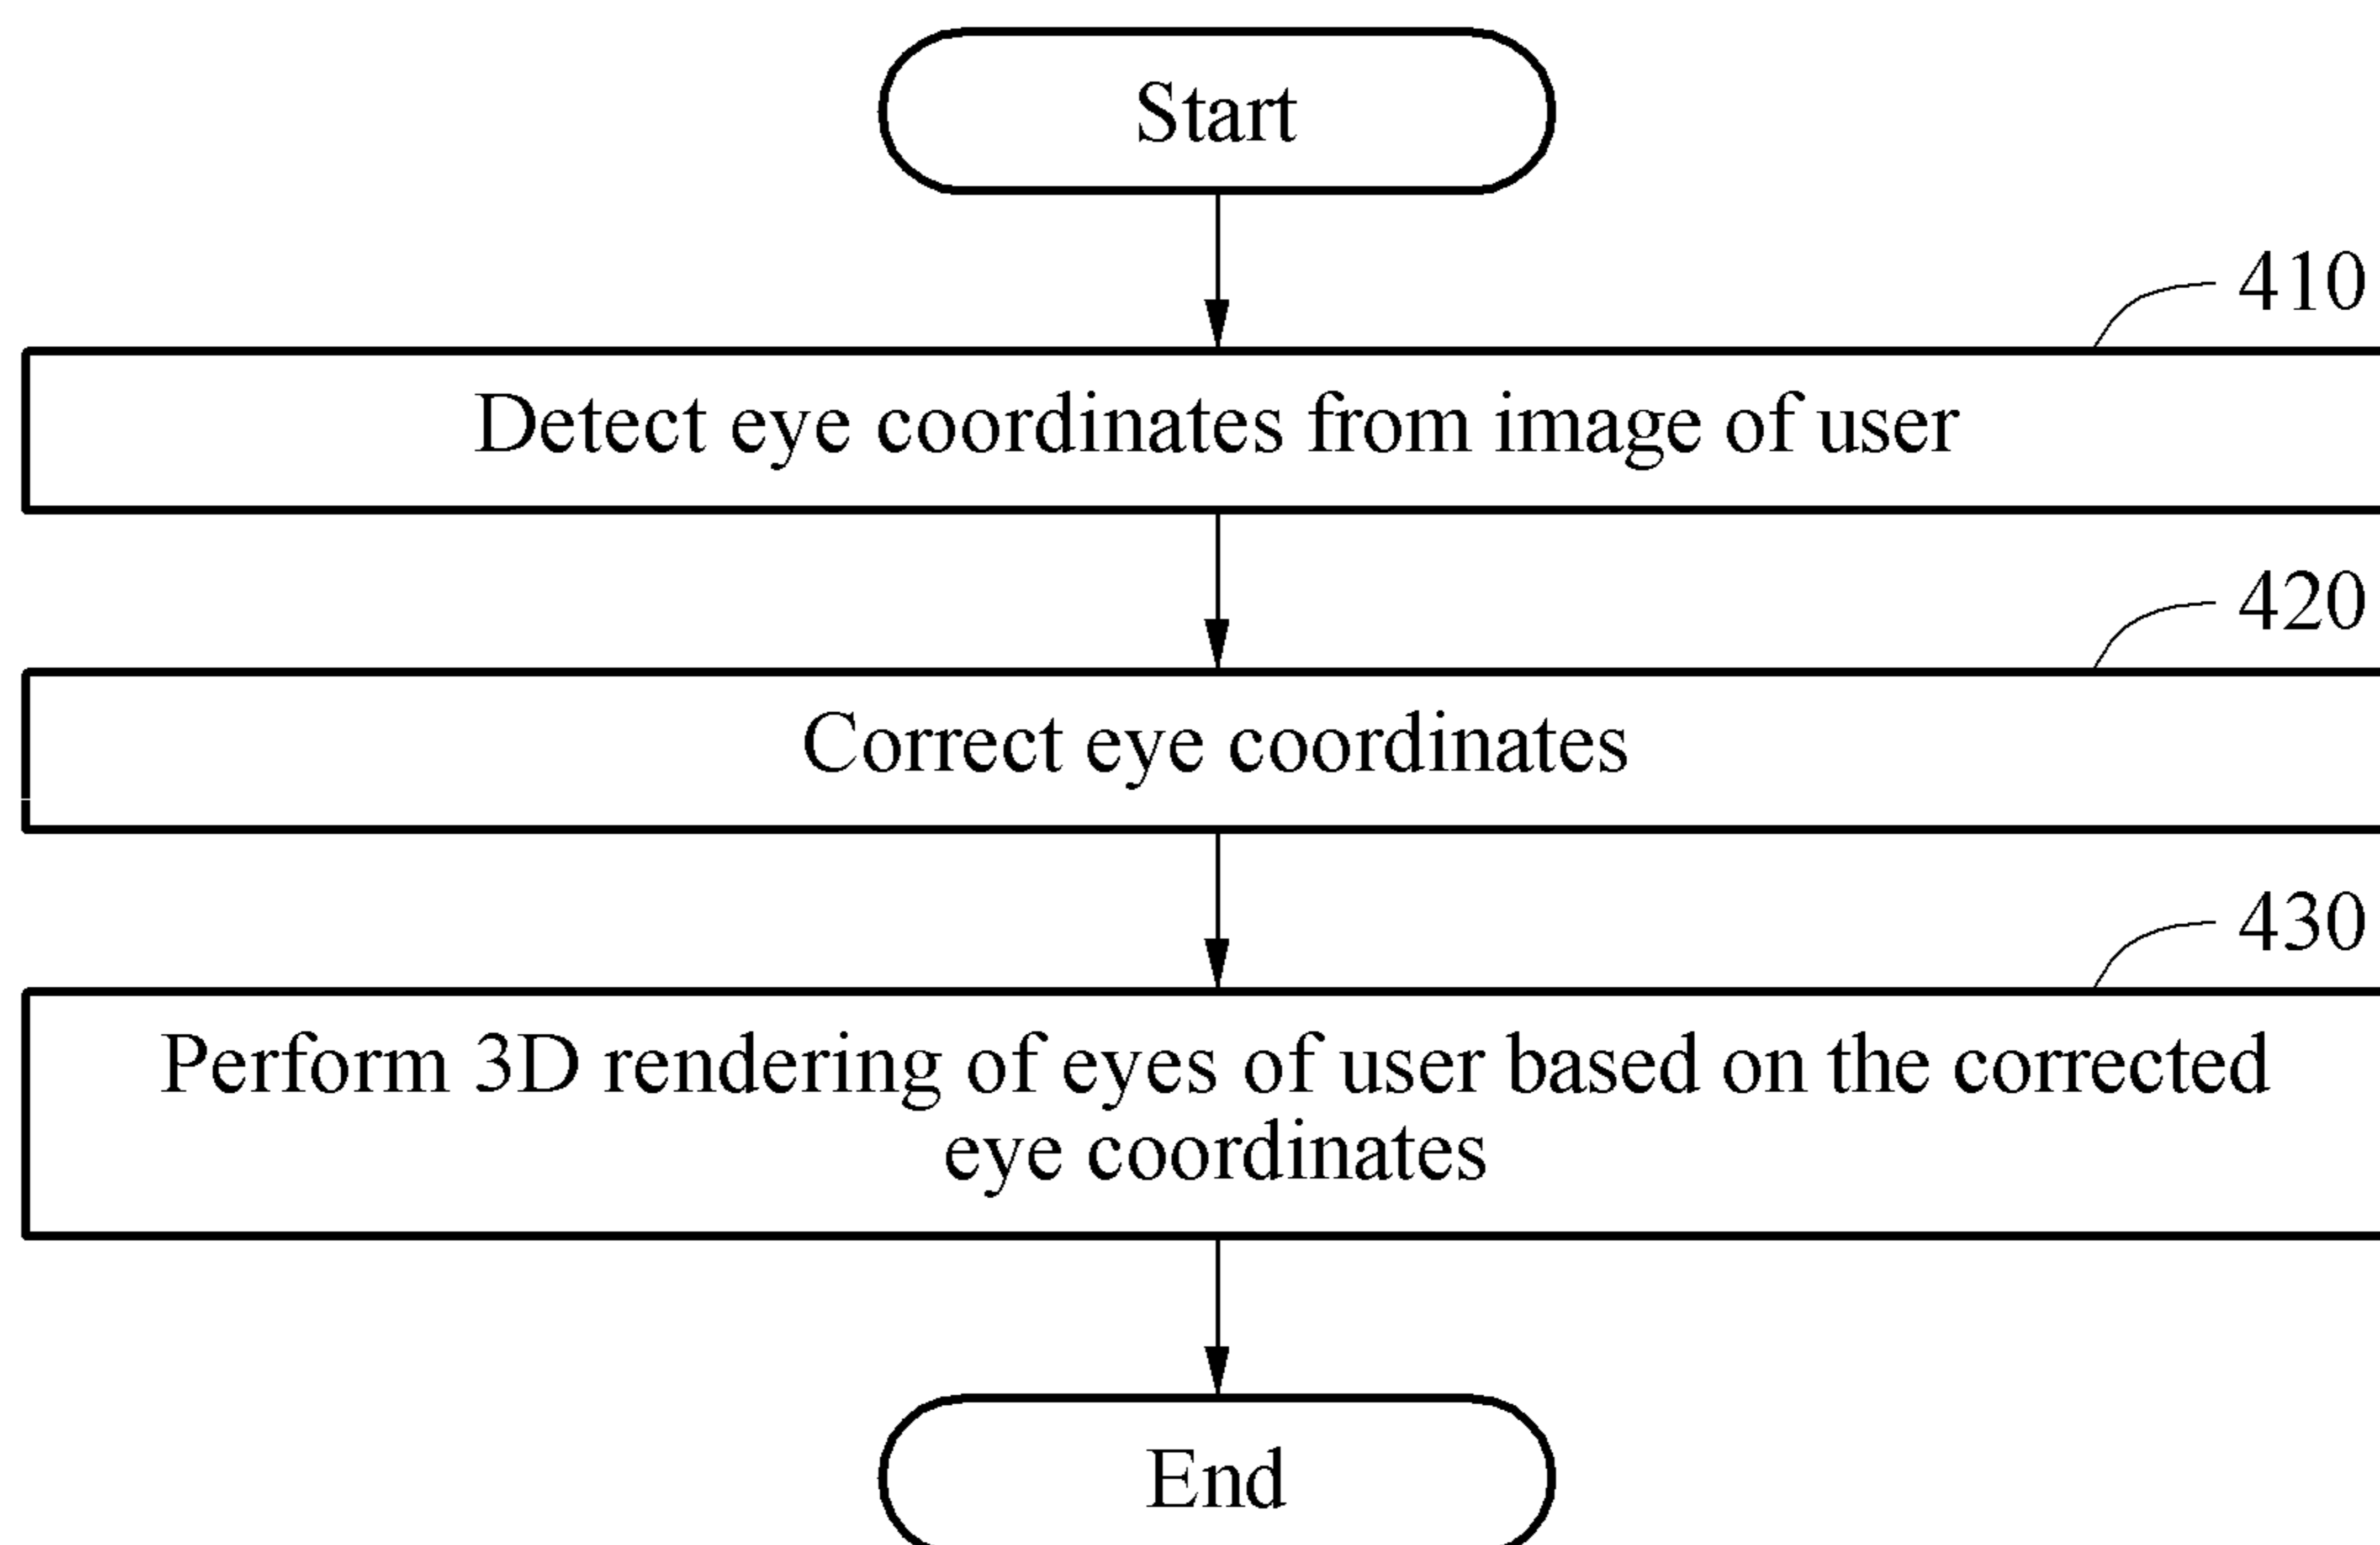 Start
410
Detect eye coordinates from image of user
420
Correct eye coordinates
430
Perform 3D rendering of eyes of user based on the corrected
eye coordinates
End